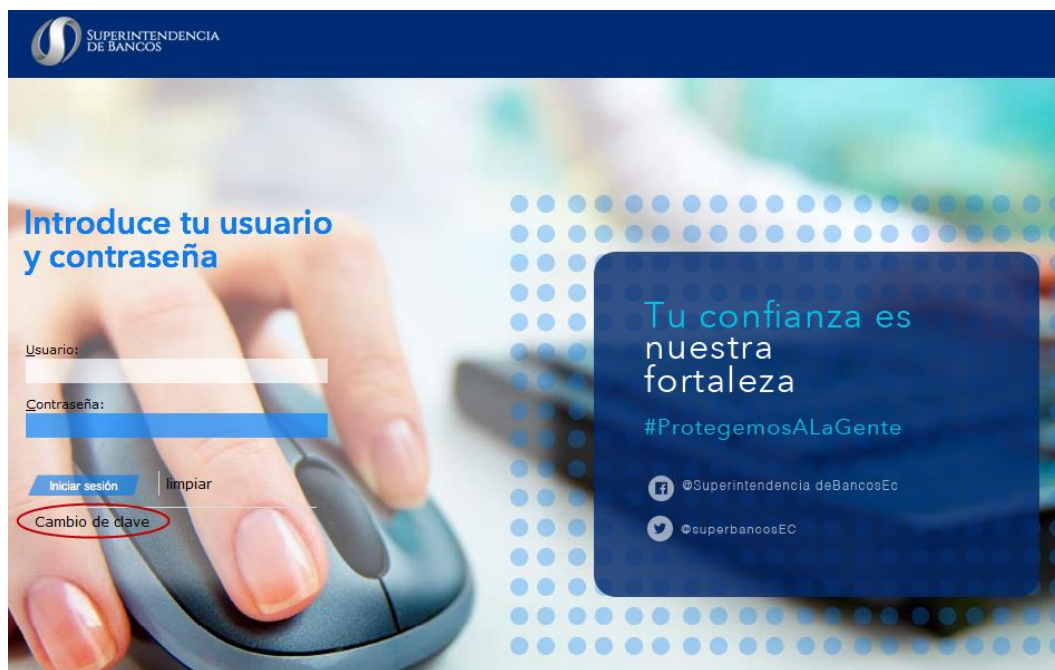 SUPERINTENDENCIA
DE BANCOS
Introduce tu usuario
y contraseña
Usuario:
Contraseña:
Iniciar sesión
limpiar
Cambio de clave
Tu confianza es
nuestra
fortaleza
#ProtegemosALaGente
@Superintendencia deBancosEc
@superbancosEC